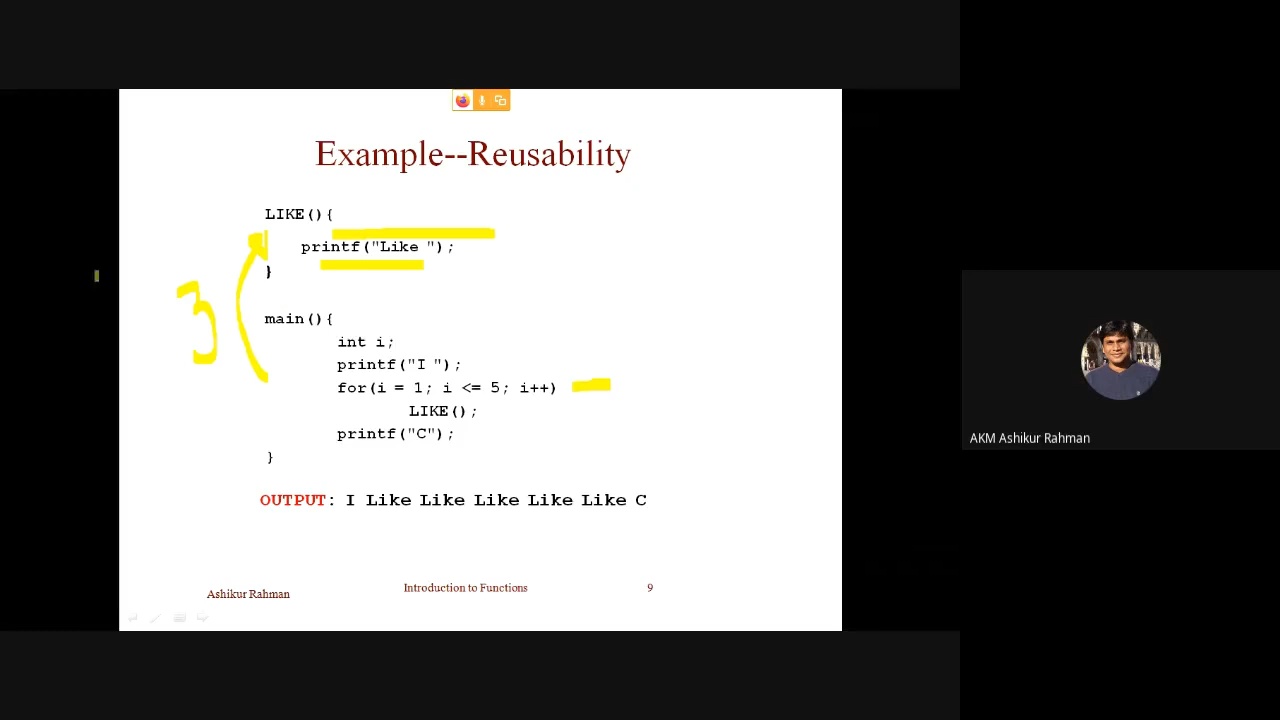 Example--Reusability
LIKE(){
printf("Like ");
}
3
main(){
int i;
printf("I ");
for(i = 1; i <= 5; i++)
LIKE();
printf("C");
}
OUTPUT: I Like Like Like Like Like C
Ashikur Rahman
Introduction to Functions
9
AKM Ashikur Rahman